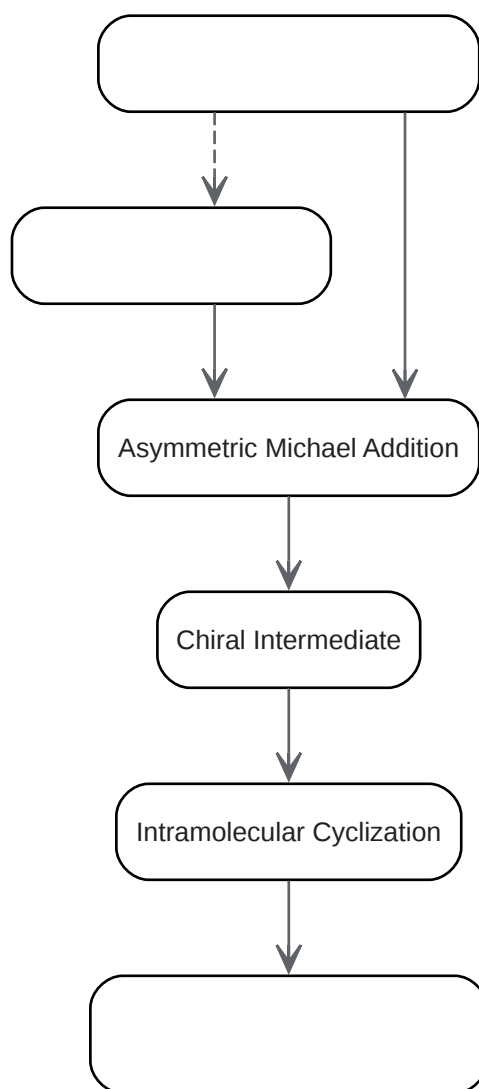 Asymmetric Michael Addition
Chiral Intermediate
Intramolecular Cyclization